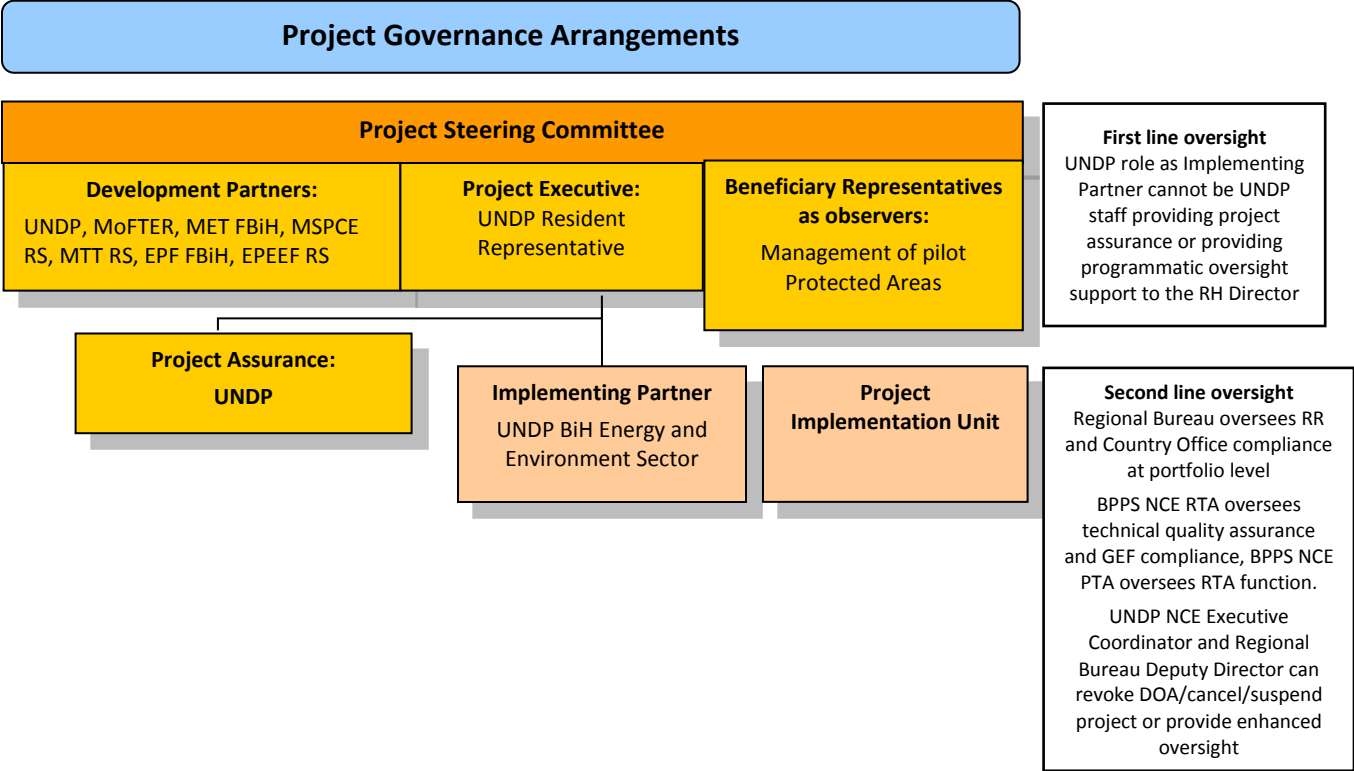 Project Governance Arrangements
Project Steering Committee
Development Partners:
UNDP, MoFTER, MET FBiH, MSPCE
RS, MTT RS, EPF FBiH, EPEEF RS
Project Executive:
UNDP Resident
Representative
Beneficiary Representatives
as observers:
Management of pilot
Protected Areas
First line oversight
UNDP role as Implementing
Partner cannot be UNDP
staff providing project
assurance or providing
programmatic oversight
support to the RH Director
Project Assurance:
UNDP
Implementing Partner
UNDP BiH Energy and
Environment Sector
Project
Implementation Unit
Second line oversight
Regional Bureau oversees RR
and Country Office compliance
at portfolio level
BPPS NCE RTA oversees
technical quality assurance
and GEF compliance, BPPS NCE
PTA oversees RTA function.
UNDP NCE Executive
Coordinator and Regional
Bureau Deputy Director can
revoke DOA/cancel/suspend
project or provide enhanced
oversight